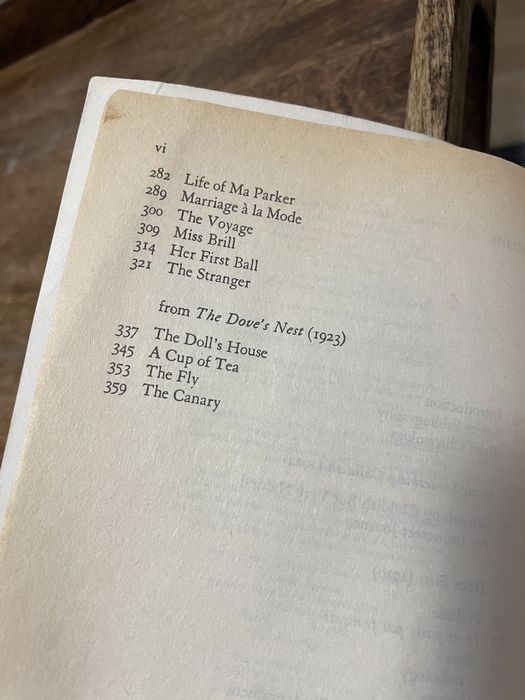 vi
282 Life of Ma Parker
289 Marriage à la Mode
300 The Voyage
309 Miss Brill
314 Her First Ball
321 The Stranger
from The Dove's Nest (1923)
337 The Doll's House
345 A Cup of Tea
353 The Fly
359 The Canary